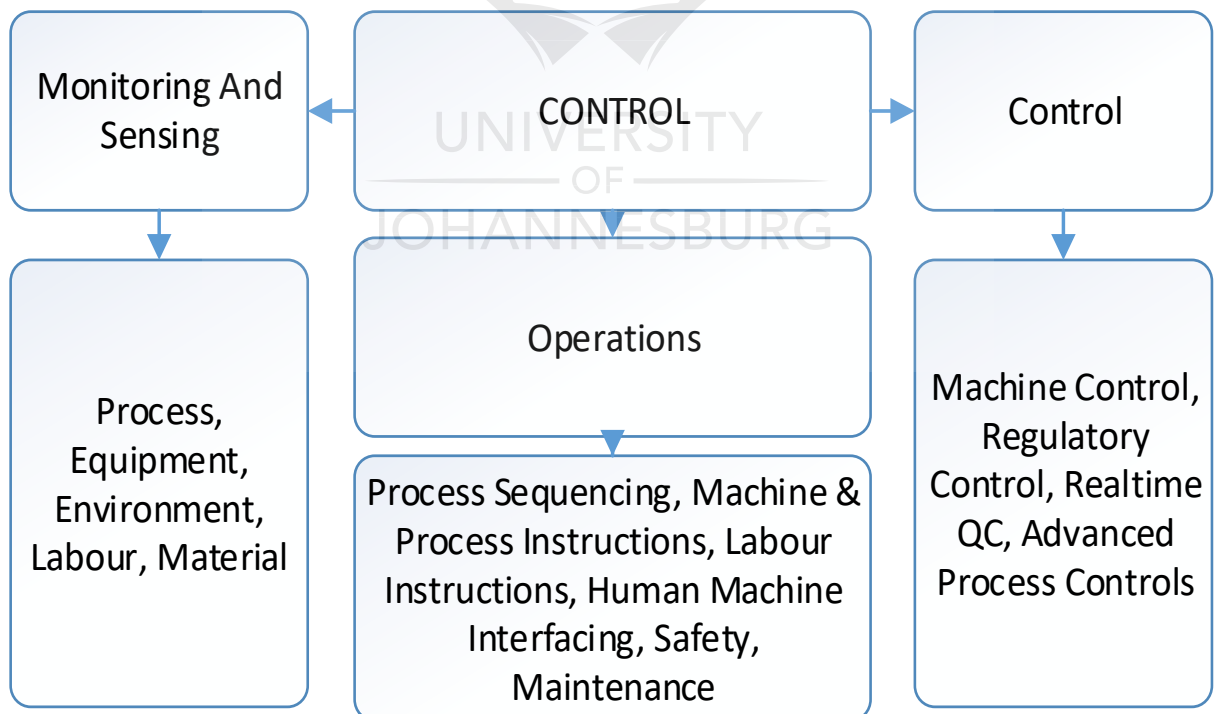 Monitoring And
Sensing
CONTROL
Control
UNIVERSITY
OF
JOHANNESBURG
Operations
Process,
Equipment,
Environment,
Labour, Material
Process Sequencing, Machine &
Process Instructions, Labour
Instructions, Human Machine
Interfacing, Safety,
Maintenance
Machine Control,
Regulatory
Control, Realtime
QC, Advanced
Process Controls